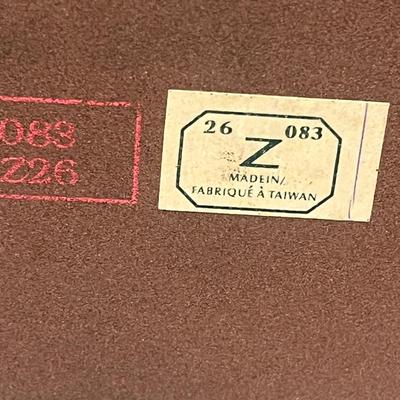 083
Z26
26 083
Z
MADEIN/
FABRIQUÉ À TAIWAN